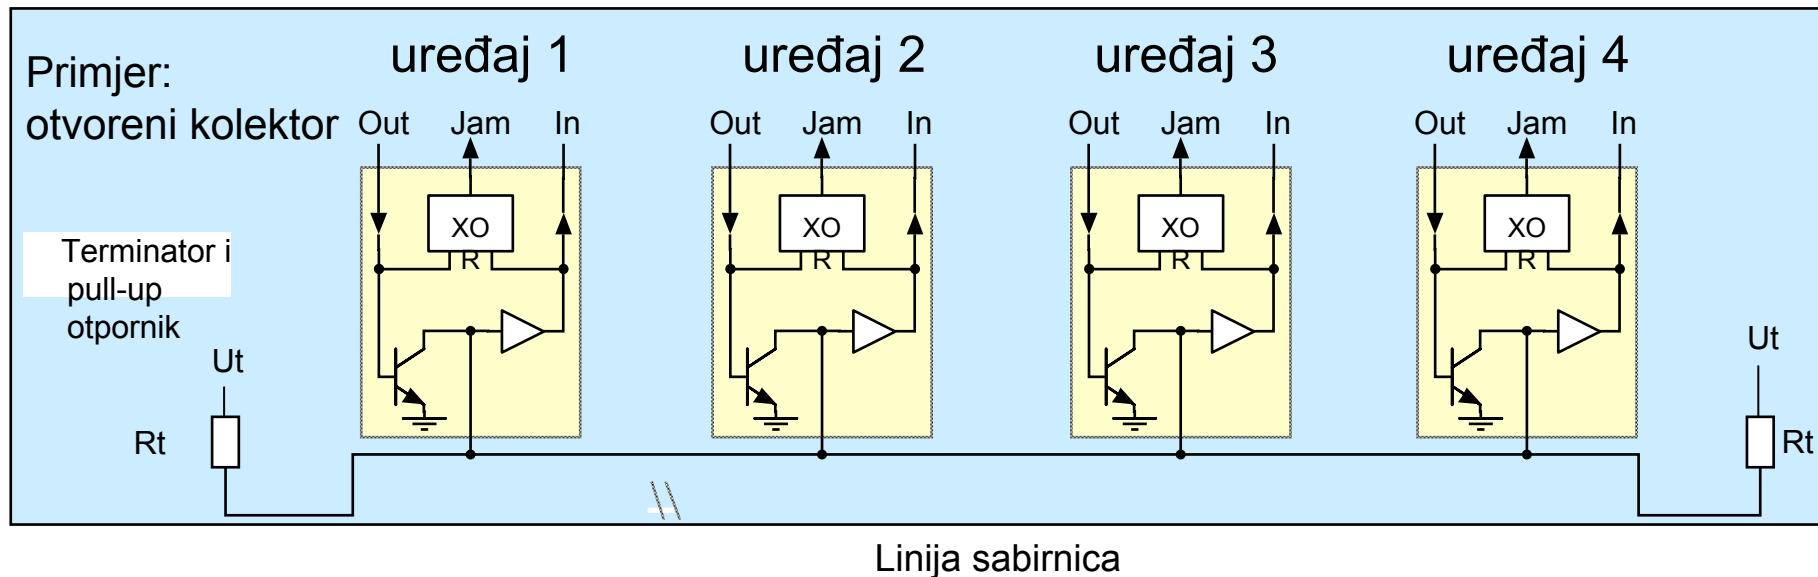 uređaj 1
uređaj 2
uređaj 3
uređaj 4
Primjer:
otvoreni kolektor
Out Jam In
Out Jam In
Out Jam In
Out Jam In
XO
R
XO
R
XO
R
XO
R
Terminator i
pull-up
otpornik
Ut
Rt
Ut
Rt
Linija sabirnica